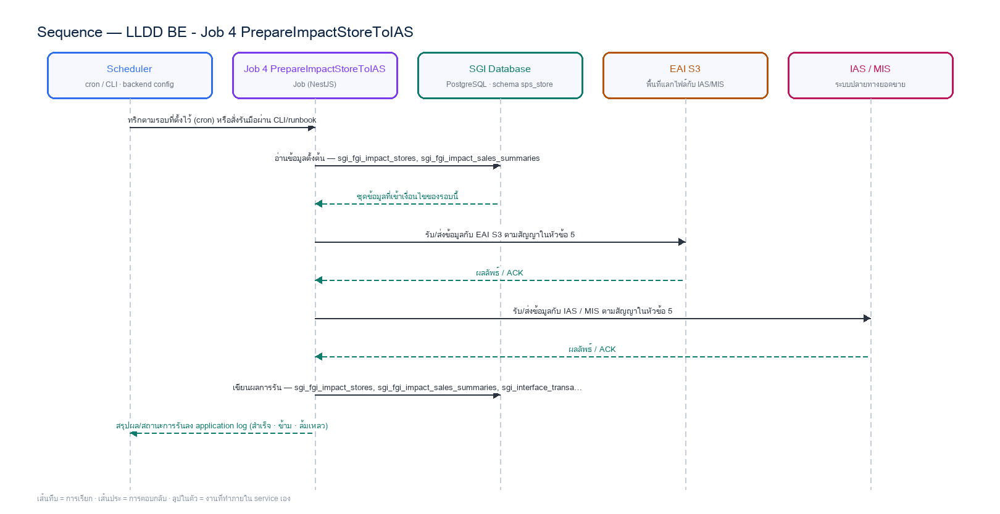 Sequence — LLDD BE - Job 4 PrepareImpactStoreToIAS
Scheduler
cron / CLI · backend config
Job 4 PrepareImpactStoreToIAS
Job (NestJS)
SGI Database
PostgreSQL · schema sps_store
EAI S3
พื้นที่แลกไฟล์กับ IAS/MIS
IAS / MIS
ระบบปลายทางยอดขาย
ทริกตามรอบที่ตั้งไว้ (cron) หรือสั่งรันมือผ่าน CLI/runbook
อ่านข้อมูลตั้งต้น — sgi_fgi_impact_stores, sgi_fgi_impact_sales_summaries
ชุดข้อมูลที่เข้าเงื่อนไขของรอบนี้
รับ/ส่งข้อมูลกับ EAI S3 ตามสัญญาในหัวข้อ 5
ผลลัพธ์ / ACK
รับ/ส่งข้อมูลกับ IAS / MIS ตามสัญญาในหัวข้อ 5
ผลลัพธ์ / ACK
เขียนผลการรัน — sgi_fgi_impact_stores, sgi_fgi_impact_sales_summaries, sgi_interface_transa…
สรุปผล/สถานะการรันลง application log (สำเร็จ · ข้าม · ล้มเหลว)
เส้นทึบ = การเรียก · เส้นประ = การตอบกลับ · ลูปในตัว = งานที่ทำภายใน service เอง